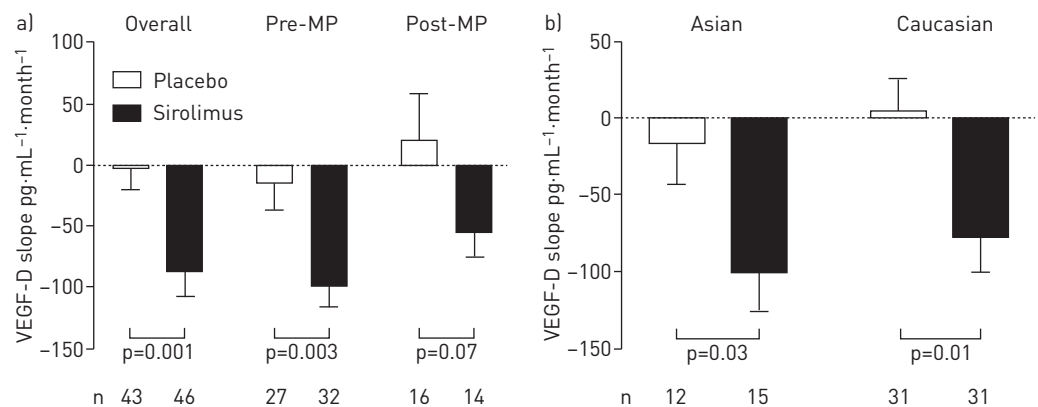 a) Overall Pre-MP Post-MP
VEGF-D slope pg·mL⁻¹·month⁻¹
100
50
0
−50
−100
−150
Placebo
Sirolimus
p=0.001 p=0.003 p=0.07
n 43 46 27 32 16 14
b) Asian Caucasian
VEGF-D slope pg·mL⁻¹·month⁻¹
50
0
−50
−100
−150
p=0.03 p=0.01
n 12 15 31 31